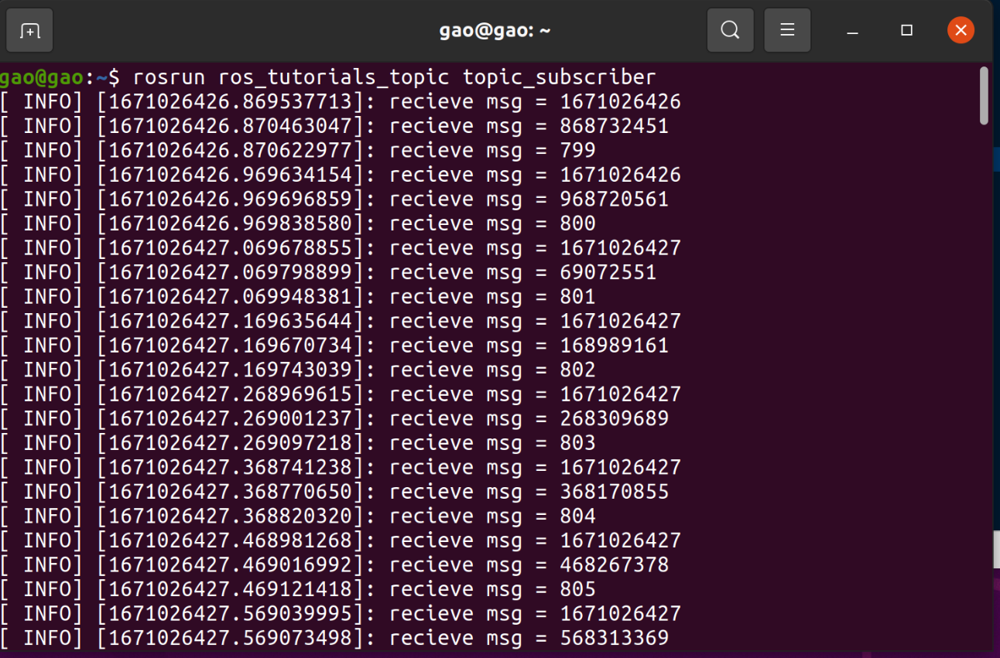 gao@gao: ~
gao@gao:~$ rosrun ros_tutorials_topic topic_subscriber
[ INFO] [1671026426.869537713]: recieve msg = 1671026426
[ INFO] [1671026426.870463047]: recieve msg = 868732451
[ INFO] [1671026426.870622977]: recieve msg = 799
[ INFO] [1671026426.969634154]: recieve msg = 1671026426
[ INFO] [1671026426.969696859]: recieve msg = 968720561
[ INFO] [1671026426.969838580]: recieve msg = 800
[ INFO] [1671026427.069678855]: recieve msg = 1671026427
[ INFO] [1671026427.069798899]: recieve msg = 69072551
[ INFO] [1671026427.069948381]: recieve msg = 801
[ INFO] [1671026427.169635644]: recieve msg = 1671026427
[ INFO] [1671026427.169670734]: recieve msg = 168989161
[ INFO] [1671026427.169743039]: recieve msg = 802
[ INFO] [1671026427.268969615]: recieve msg = 1671026427
[ INFO] [1671026427.269001237]: recieve msg = 268309689
[ INFO] [1671026427.269097218]: recieve msg = 803
[ INFO] [1671026427.368741238]: recieve msg = 1671026427
[ INFO] [1671026427.368770650]: recieve msg = 368170855
[ INFO] [1671026427.368820320]: recieve msg = 804
[ INFO] [1671026427.468981268]: recieve msg = 1671026427
[ INFO] [1671026427.469016992]: recieve msg = 468267378
[ INFO] [1671026427.469121418]: recieve msg = 805
[ INFO] [1671026427.569039995]: recieve msg = 1671026427
[ INFO] [1671026427.569073498]: recieve msg = 568313369